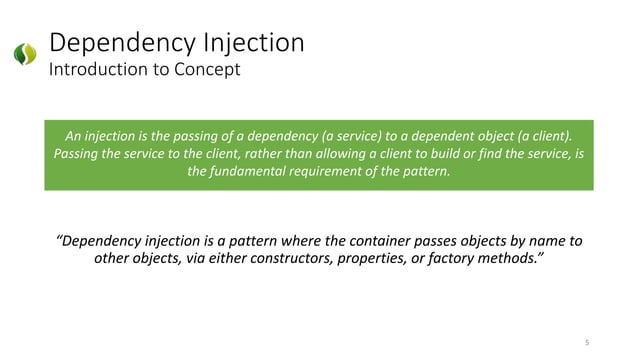 Dependency Injection
Introduction to Concept
An injection is the passing of a dependency (a service) to a dependent object (a client).
Passing the service to the client, rather than allowing a client to build or find the service, is
the fundamental requirement of the pattern.
“Dependency injection is a pattern where the container passes objects by name to
other objects, via either constructors, properties, or factory methods.”
5